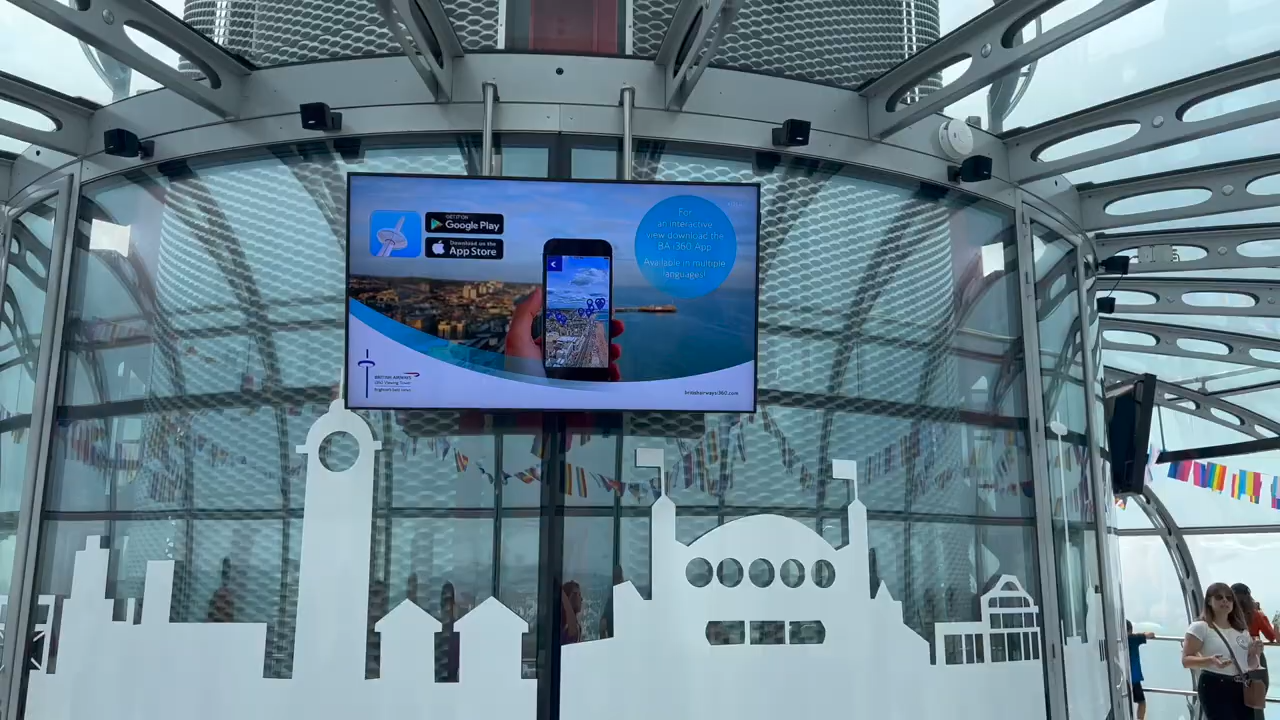 GET IT ON
Google Play
Download on the
App Store
For
an interactive
view download the
BA i360 App
Available in multiple
languages!
BRITISH AIRWAYS
i360 Viewing Tower
britishairwaysi360.com